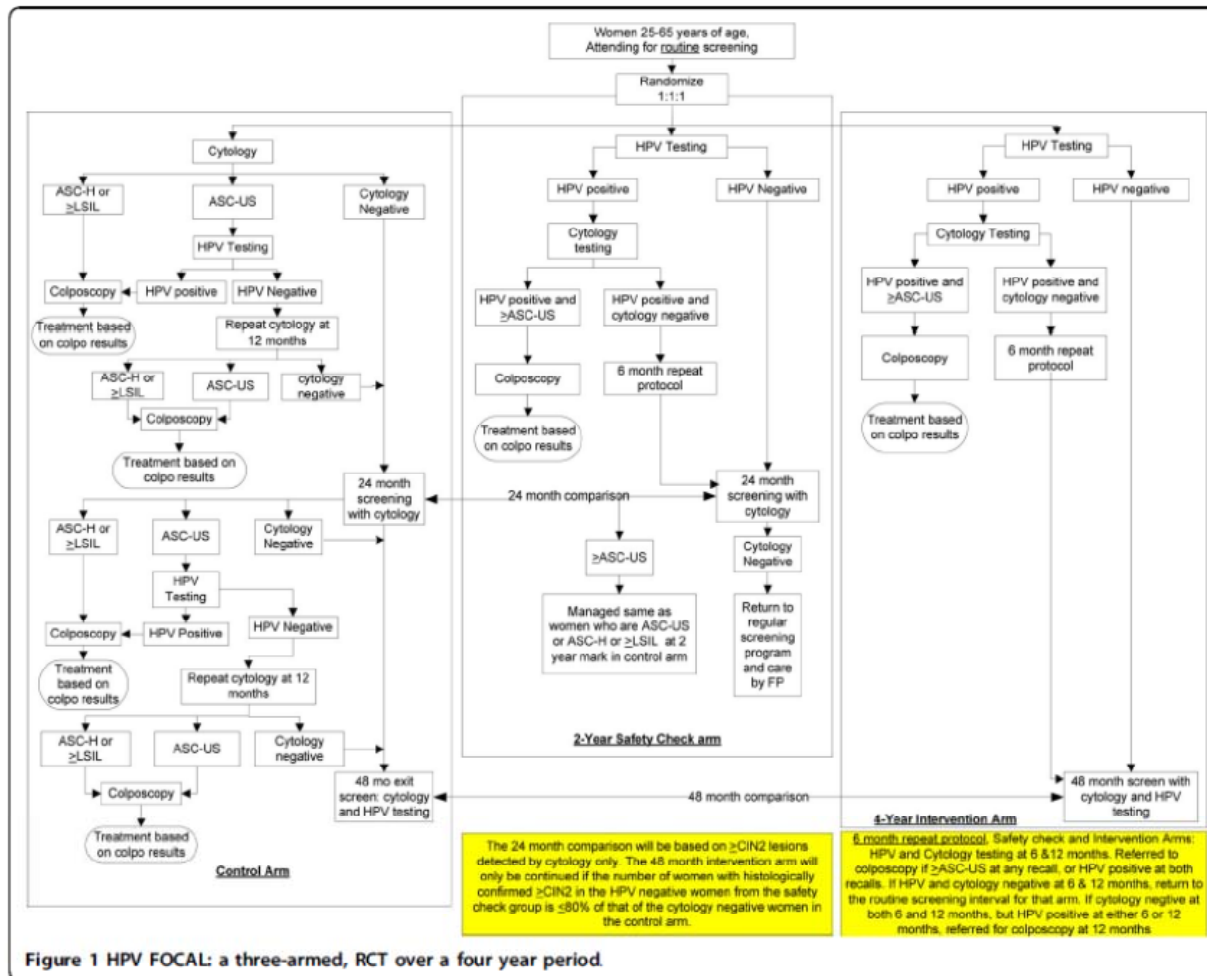 Women 25-65 years of age,
Attending for routine screening
Randomize
1:1:1
Cytology
ASC-H or
≥LSIL
ASC-US
Cytology
Negative
HPV Testing
Colposcopy
HPV positive
HPV Negative
Treatment based
on colpo results
Repeat cytology at
12 months
ASC-H or
≥LSIL
ASC-US
cytology
negative
Colposcopy
Treatment based on
colpo results
24 month
screening
with cytology
ASC-H or
≥LSIL
ASC-US
Cytology
Negative
HPV
Testing
Colposcopy
HPV Positive
HPV Negative
Treatment
based on
colpo results
Repeat cytology at 12
months
ASC-H or
≥LSIL
ASC-US
Cytology
negative
Colposcopy
Treatment based on
colpo results
48 mo exit
screen: cytology
and HPV testing
Control Arm
HPV Testing
HPV positive
HPV Negative
Cytology
testing
HPV positive and
≥ASC-US
HPV positive and
cytology negative
Colposcopy
6 month repeat
protocol
Treatment based
on colpo results
24 month comparison
24 month
screening with
cytology
≥ASC-US
Cytology
Negative
Managed same as
women who are ASC-US
or ASC-H or ≥LSIL at 2
year mark in control arm
Return to
regular
screening
program
and care
by FP
2-Year Safety Check arm
HPV Testing
HPV positive
HPV negative
Cytology Testing
HPV positive and
≥ASC-US
HPV positive and
cytology negative
Colposcopy
6 month repeat
protocol
Treatment based
on colpo results
48 month comparison
48 month screen with
cytology and HPV
testing
4-Year Intervention Arm
The 24 month comparison will be based on ≥CIN2 lesions
detected by cytology only. The 48 month intervention arm will
only be continued if the number of women with histologically
confirmed ≥CIN2 in the HPV negative women from the safety
check group is ≤80% of that of the cytology negative women in
the control arm.
6 month repeat protocol, Safety check and Intervention Arms:
HPV and Cytology testing at 6 &12 months. Referred to
colposcopy if ≥ASC-US at any recall, or HPV positive at both
recalls. If HPV and cytology negative at 6 & 12 months, return to
the routine screening interval for that arm. If cytology negtive at
both 6 and 12 months, but HPV positive at either 6 or 12
months, referred for colposcopy at 12 months
Figure 1 HPV FOCAL: a three-armed, RCT over a four year period.